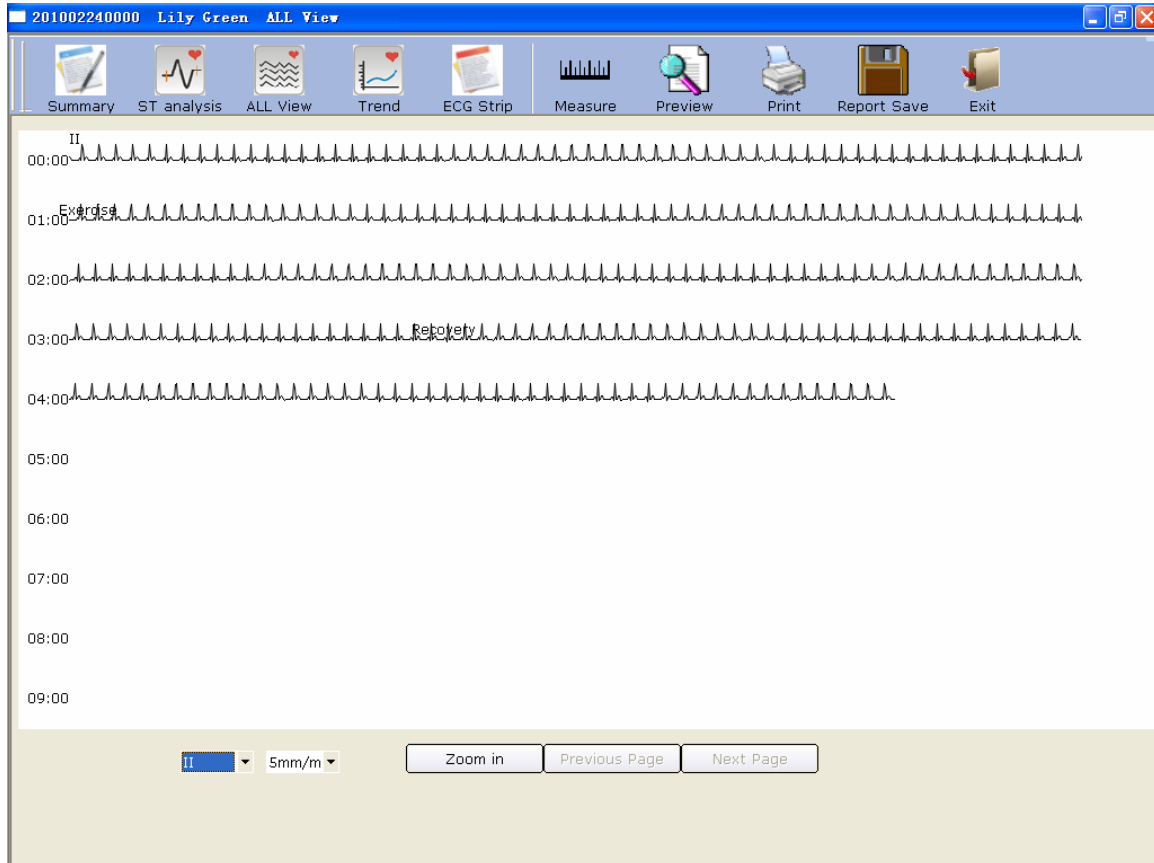 201002240000 Lily Green ALL View
Summary ST analysis ALL View Trend ECG Strip Measure Preview Print Report Save Exit
II
00:00
Exercise
01:00
02:00
Recovery
03:00
04:00
05:00
06:00
07:00
08:00
09:00
II 5mm/m Zoom in Previous Page Next Page